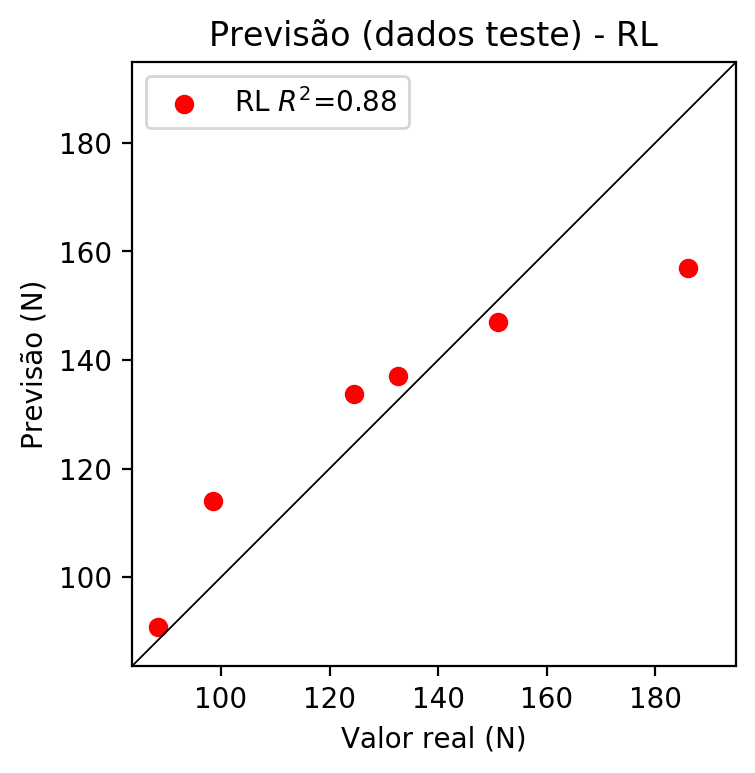 Previsão (dados teste) - RL
RL R²=0.88
180
160
140
120
100
Previsão (N)
100 120 140 160 180
Valor real (N)